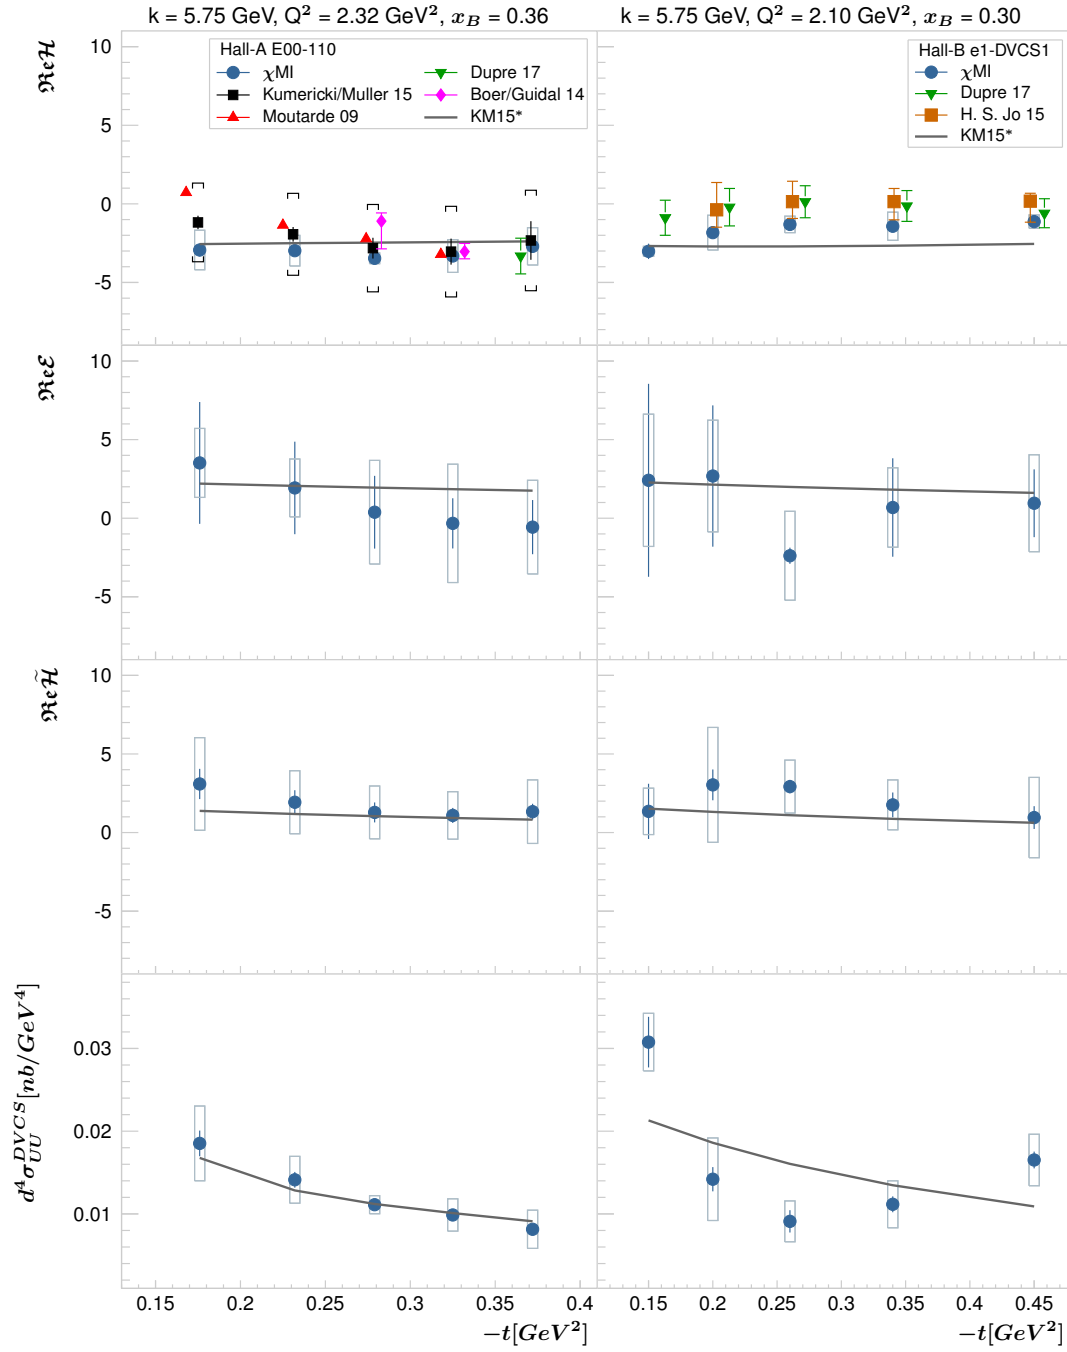 k = 5.75 GeV, Q² = 2.32 GeV², x_B = 0.36
k = 5.75 GeV, Q² = 2.10 GeV², x_B = 0.30
ℜeℋ
10
5
0
−5
Hall-A E00-110
χMI
Kumericki/Muller 15
Moutarde 09
Dupre 17
Boer/Guidal 14
KM15*
Hall-B e1-DVCS1
χMI
Dupre 17
H. S. Jo 15
KM15*
ℜeℰ
10
5
0
−5
ℜeℋ̃
10
5
0
−5
d⁴σ_UU^DVCS[nb/GeV⁴]
0.03
0.02
0.01
0.15 0.2 0.25 0.3 0.35 0.4
0.15 0.2 0.25 0.3 0.35 0.4 0.45
−t[GeV²]
−t[GeV²]